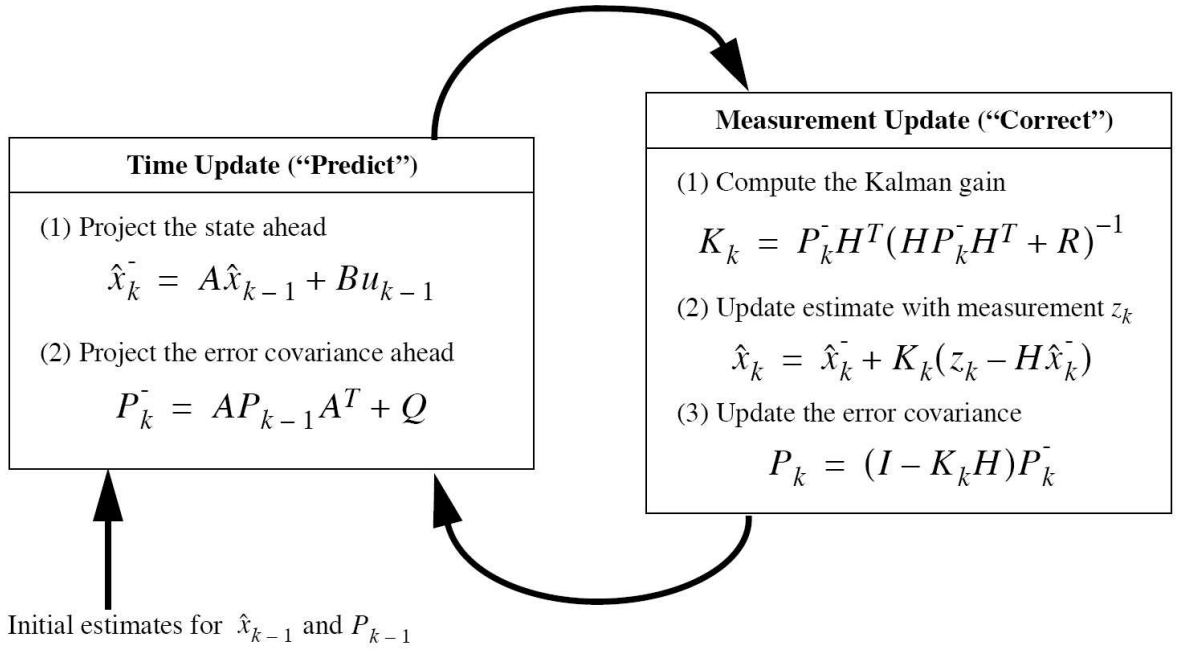 Time Update (“Predict”)
(1) Project the state ahead
x̂⁻ₖ = Ax̂ₖ₋₁ + Buₖ₋₁
(2) Project the error covariance ahead
P⁻ₖ = APₖ₋₁Aᵀ + Q
Initial estimates for x̂ₖ₋₁ and Pₖ₋₁
Measurement Update (“Correct”)
(1) Compute the Kalman gain
Kₖ = P⁻ₖHᵀ(HP⁻ₖHᵀ + R)⁻¹
(2) Update estimate with measurement zₖ
x̂ₖ = x̂⁻ₖ + Kₖ(zₖ – Hx̂⁻ₖ)
(3) Update the error covariance
Pₖ = (I – KₖH)P⁻ₖ